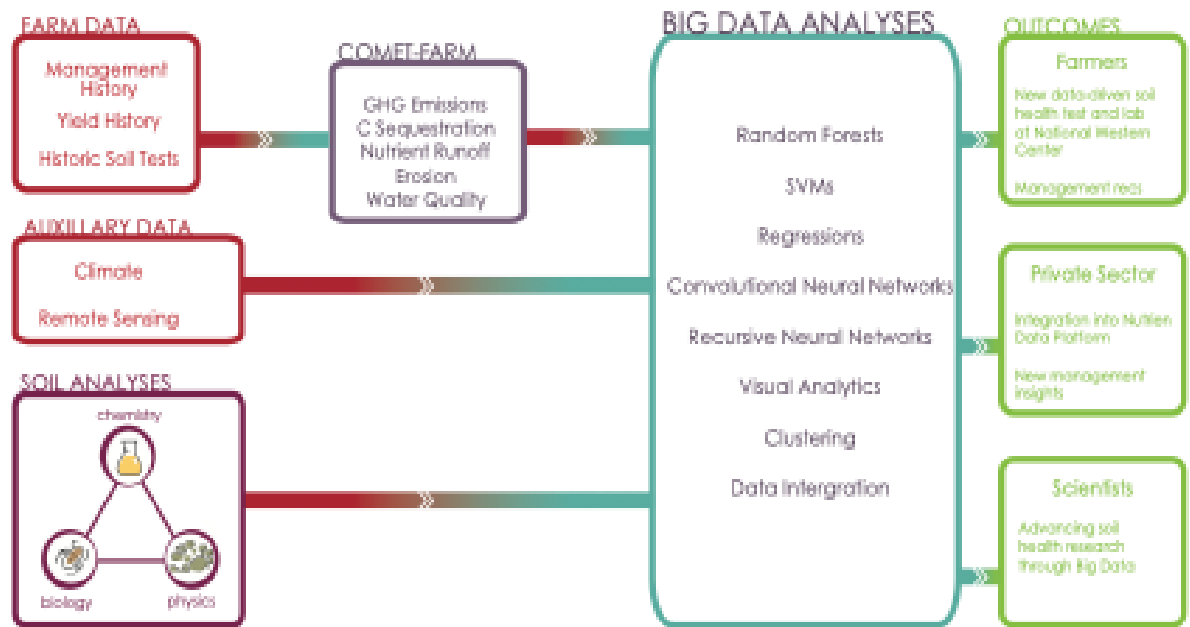 FARM DATA
Management
History
Yield History
Historic Soil Tests
COMET-FARM
GHG Emissions
C Sequestration
Nutrient Runoff
Erosion
Water Quality
AUXILLARY DATA
Climate
Remote Sensing
SOIL ANALYSES
chemistry
biology
physics
BIG DATA ANALYSES
Random Forests
SVMs
Regressions
Convolutional Neural Networks
Recursive Neural Networks
Visual Analytics
Clustering
Data Intergration
OUTCOMES
Farmers
New data-driven soil
health test and lab
at National Western
Center
Management recs
Private Sector
Integration into Nutrien
Data Platform
New management
insights
Scientists
Advancing soil
health research
through Big Data